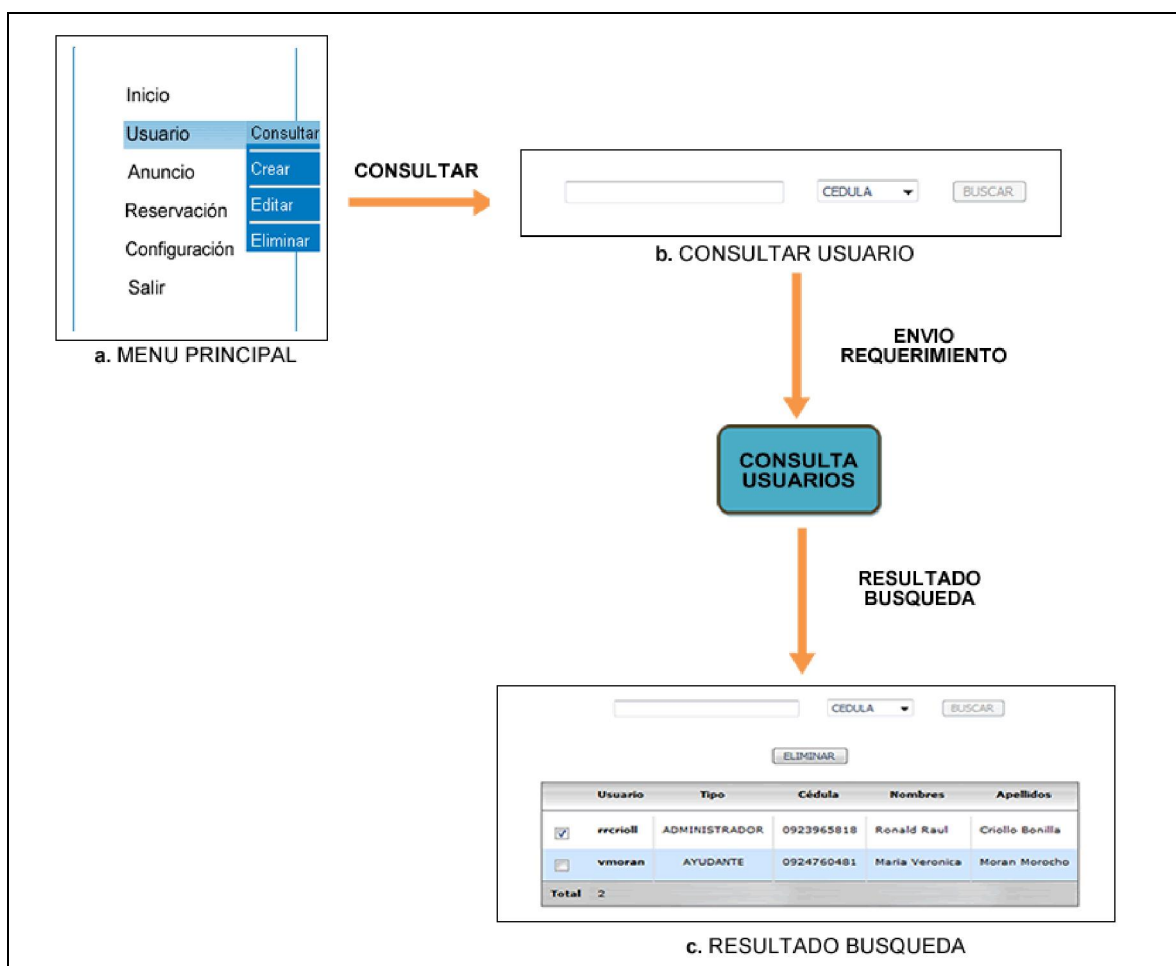 Inicio
Usuario Consultar
Anuncio Crear
Reservación Editar
Configuración Eliminar
Salir
a. MENU PRINCIPAL
CONSULTAR
CEDULA BUSCAR
b. CONSULTAR USUARIO
ENVIO
REQUERIMIENTO
CONSULTA
USUARIOS
RESULTADO
BUSQUEDA
CEDULA BUSCAR
ELIMINAR
Usuario Tipo Cédula Nombres Apellidos
rrcrioll ADMINISTRADOR 0923965818 Ronald Raul Criollo Bonilla
vmoran AYUDANTE 0924760481 Maria Veronica Moran Morocho
Total 2
c. RESULTADO BUSQUEDA